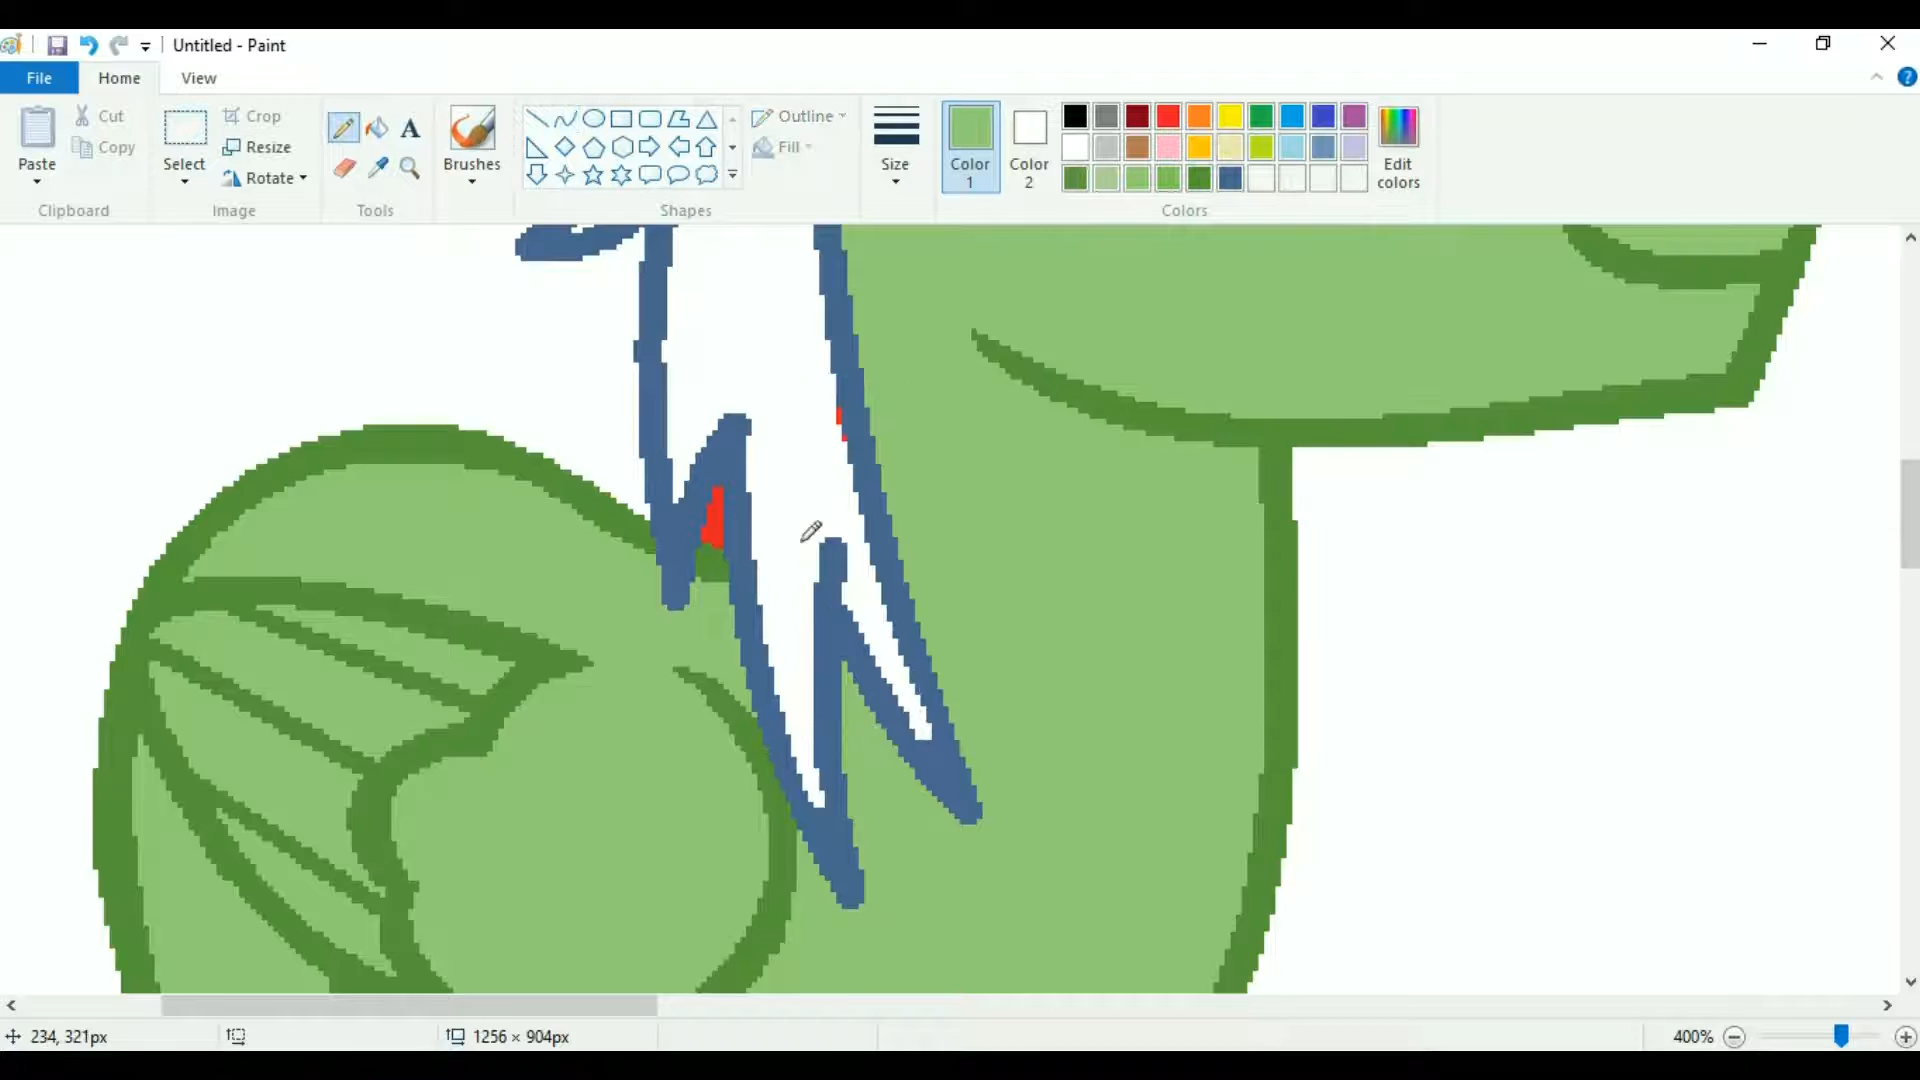 Untitled - Paint
File Home View
Paste
Cut
Copy
Clipboard
Select
Crop
Resize
Rotate
Image
A
Tools
Brushes
Shapes
Outline
Fill
Size
Color 1
Color 2
Edit colors
Colors
234, 321px
1256 × 904px
400%